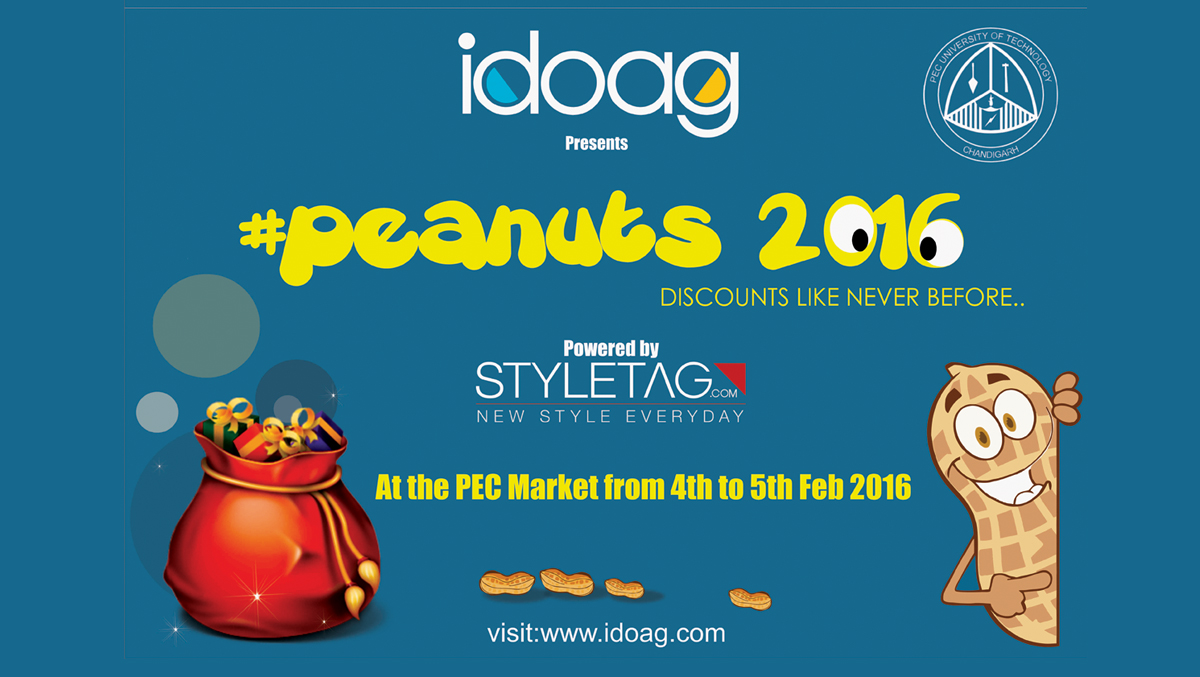 idoag
Presents
PEC UNIVERSITY OF TECHNOLOGY
CHANDIGARH
#peanuts 2016
DISCOUNTS LIKE NEVER BEFORE..
Powered by
STYLETAG.COM
NEW STYLE EVERYDAY
At the PEC Market from 4th to 5th Feb 2016
visit:www.idoag.com